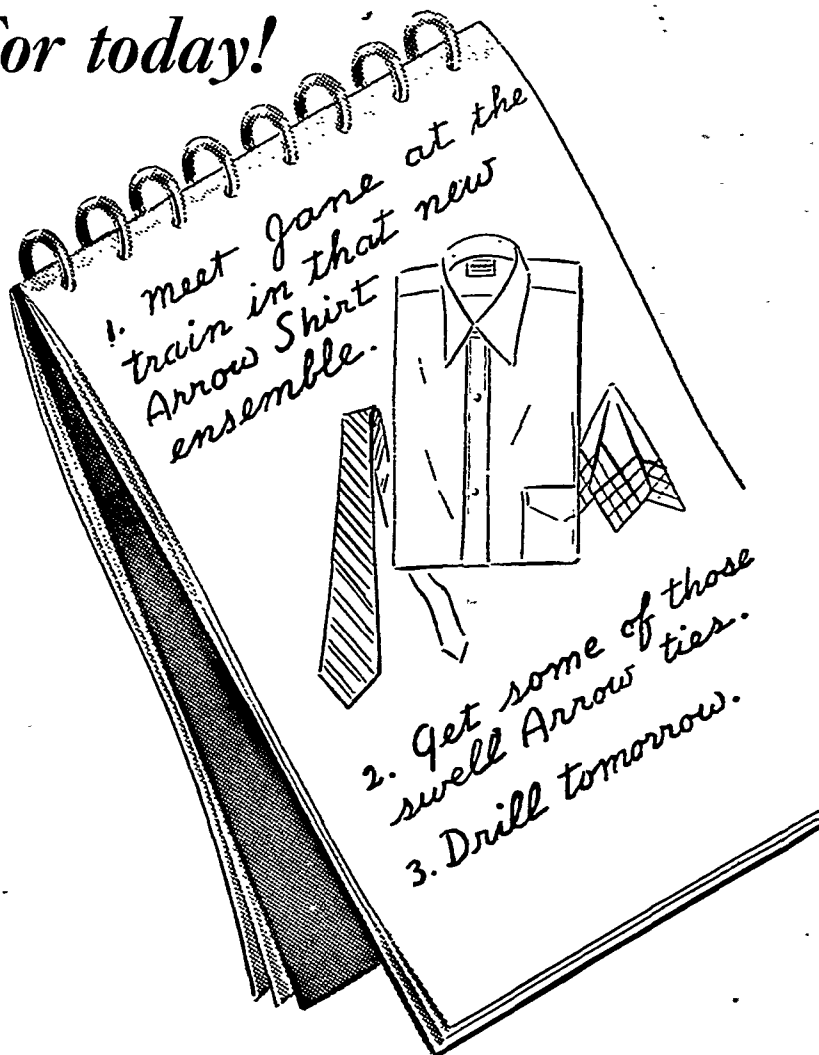 For today!
1. Meet Jane at the
train in that new
Arrow Shirt
ensemble.
2. Get some of those
swell Arrow ties.
3. Drill tomorrow.